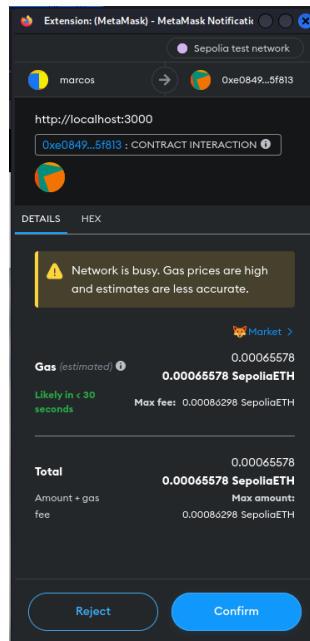 Extension: (MetaMask) - MetaMask Notificatic
Sepolia test network
marcos
0xe0849...5f813
http://localhost:3000
0xe0849...5f813 : CONTRACT INTERACTION
DETAILS
HEX
Network is busy. Gas prices are high
and estimates are less accurate.
Market >
Gas (estimated)
0.00065578
0.00065578 SepoliaETH
Likely in < 30
seconds
Max fee: 0.00086298 SepoliaETH
Total
0.00065578
0.00065578 SepoliaETH
Amount + gas
fee
Max amount:
0.00086298 SepoliaETH
Reject
Confirm